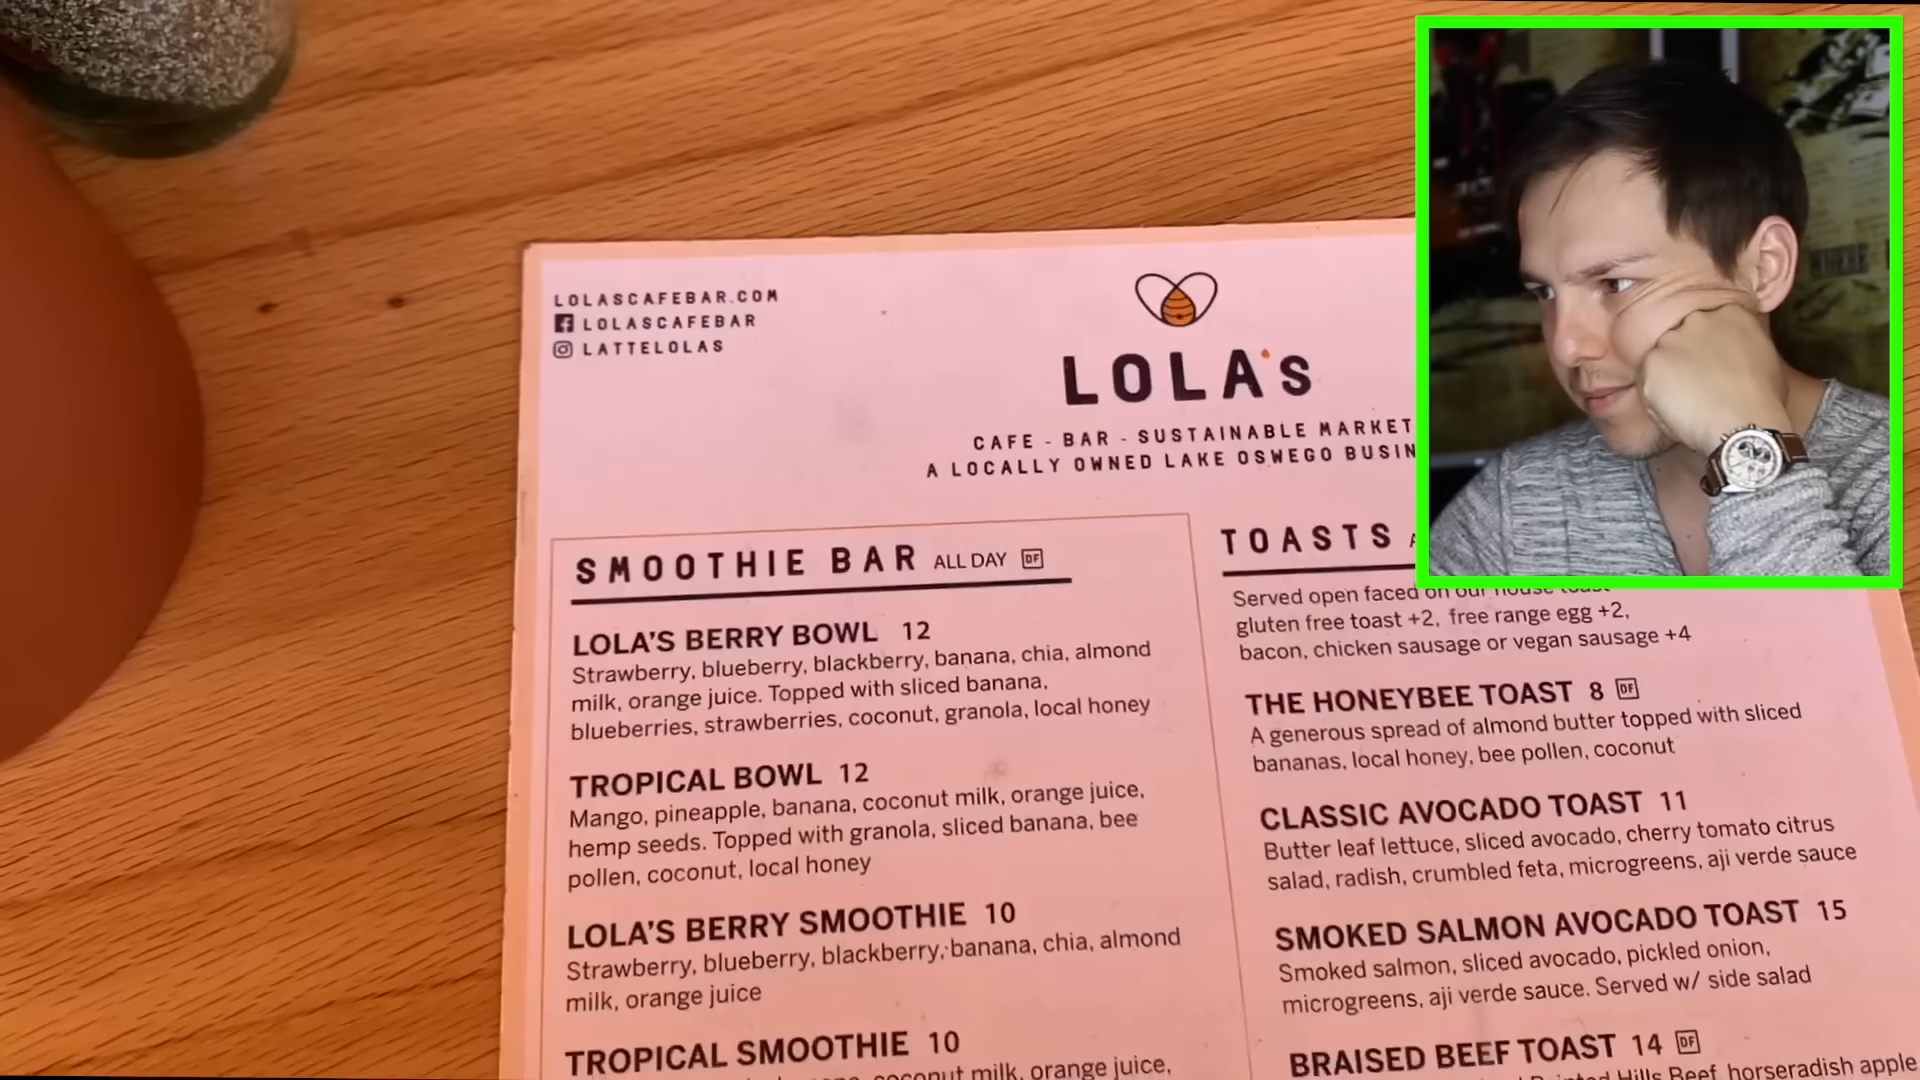 LOLASCAFEBAR.COM
LOLASCAFEBAR
LATTELOLAS
LOLA's
CAFE - BAR - SUSTAINABLE MARKET
A LOCALLY OWNED LAKE OSWEGO BUSIN
SMOOTHIE BAR ALL DAY DF
LOLA'S BERRY BOWL 12
Strawberry, blueberry, blackberry, banana, chia, almond
milk, orange juice. Topped with sliced banana,
blueberries, strawberries, coconut, granola, local honey
TROPICAL BOWL 12
Mango, pineapple, banana, coconut milk, orange juice,
hemp seeds. Topped with granola, sliced banana, bee
pollen, coconut, local honey
LOLA'S BERRY SMOOTHIE 10
Strawberry, blueberry, blackberry, banana, chia, almond
milk, orange juice
TROPICAL SMOOTHIE 10
coconut milk, orange juice,
TOASTS
Served open faced on our house toast
gluten free toast +2, free range egg +2,
bacon, chicken sausage or vegan sausage +4
THE HONEYBEE TOAST 8 DF
A generous spread of almond butter topped with sliced
bananas, local honey, bee pollen, coconut
CLASSIC AVOCADO TOAST 11
Butter leaf lettuce, sliced avocado, cherry tomato citrus
salad, radish, crumbled feta, microgreens, aji verde sauce
SMOKED SALMON AVOCADO TOAST 15
Smoked salmon, sliced avocado, pickled onion,
microgreens, aji verde sauce. Served w/ side salad
BRAISED BEEF TOAST 14 DF
Hills Beef, horseradish apple
WHERE